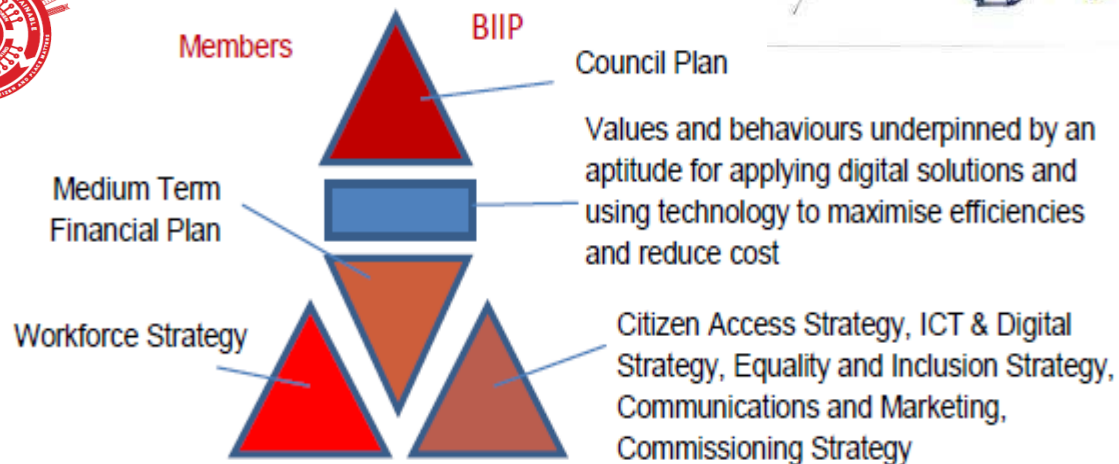 Members
BIIP
Council Plan
Values and behaviours underpinned by an
aptitude for applying digital solutions and
using technology to maximise efficiencies
and reduce cost
Medium Term
Financial Plan
Workforce Strategy
Citizen Access Strategy, ICT & Digital
Strategy, Equality and Inclusion Strategy,
Communications and Marketing,
Commissioning Strategy